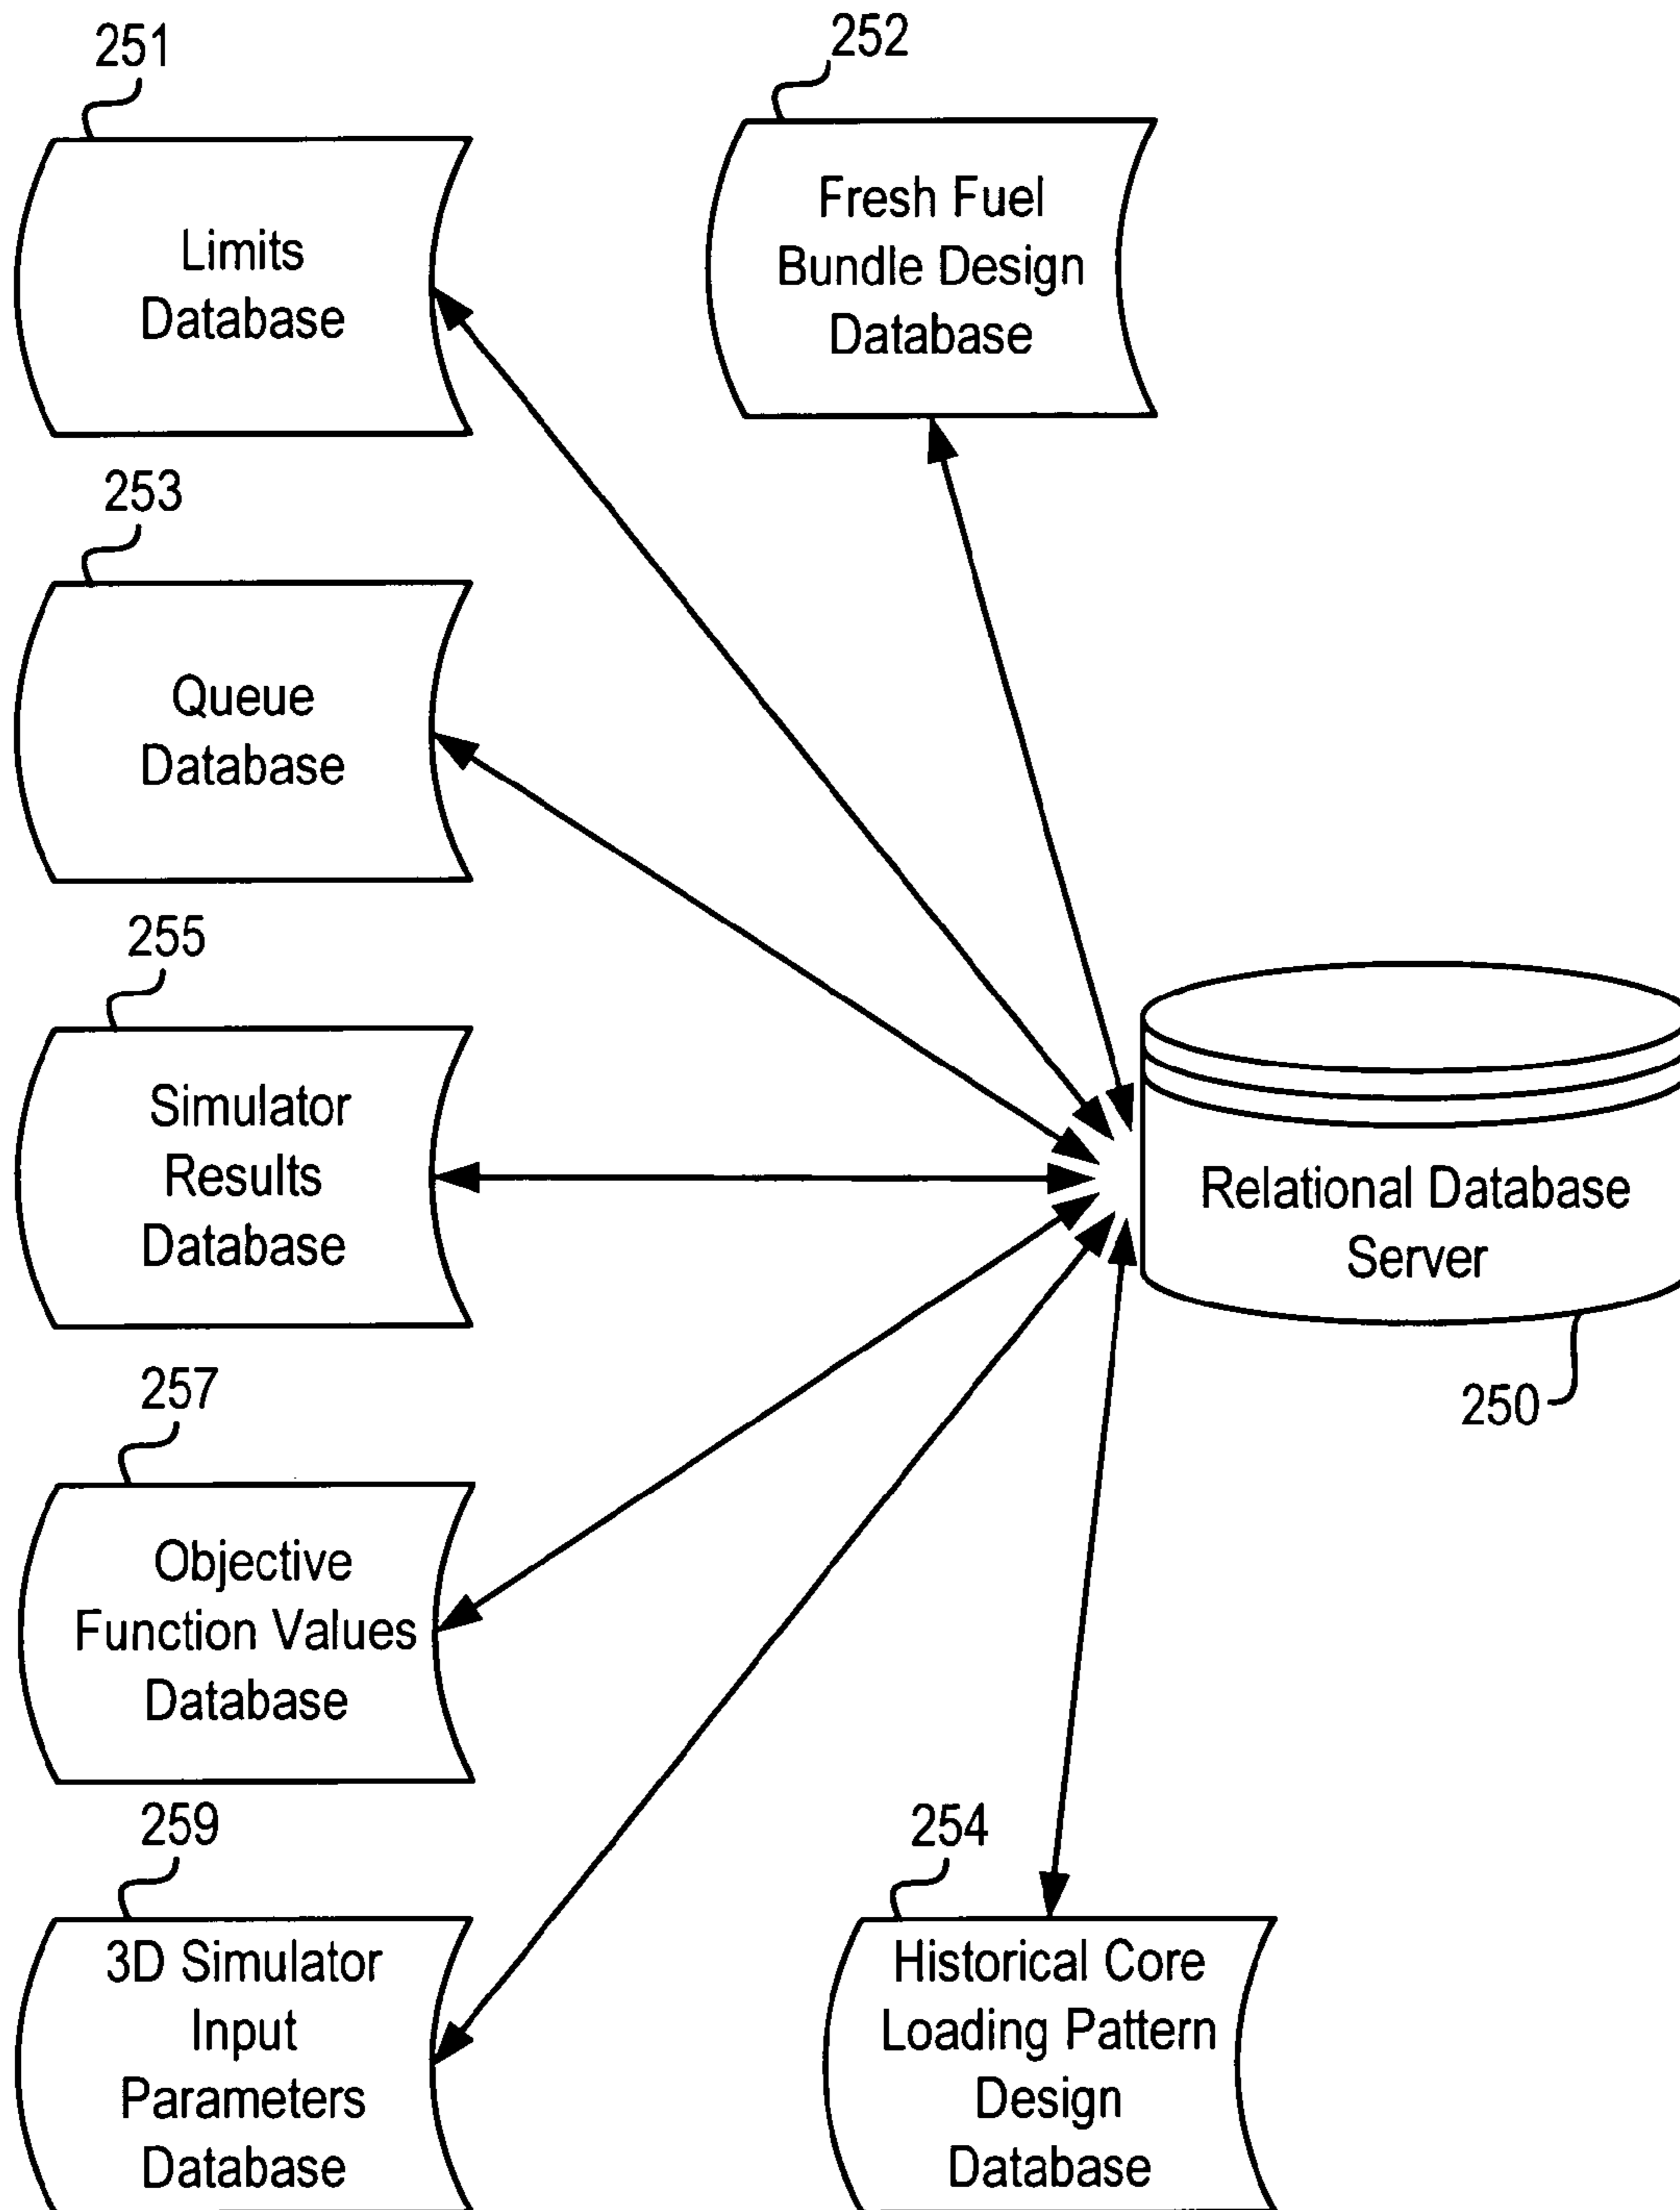 251
Limits
Database
252
Fresh Fuel
Bundle Design
Database
253
Queue
Database
255
Simulator
Results
Database
Relational Database
Server
250
257
Objective
Function Values
Database
259
3D Simulator
Input
Parameters
Database
254
Historical Core
Loading Pattern
Design
Database